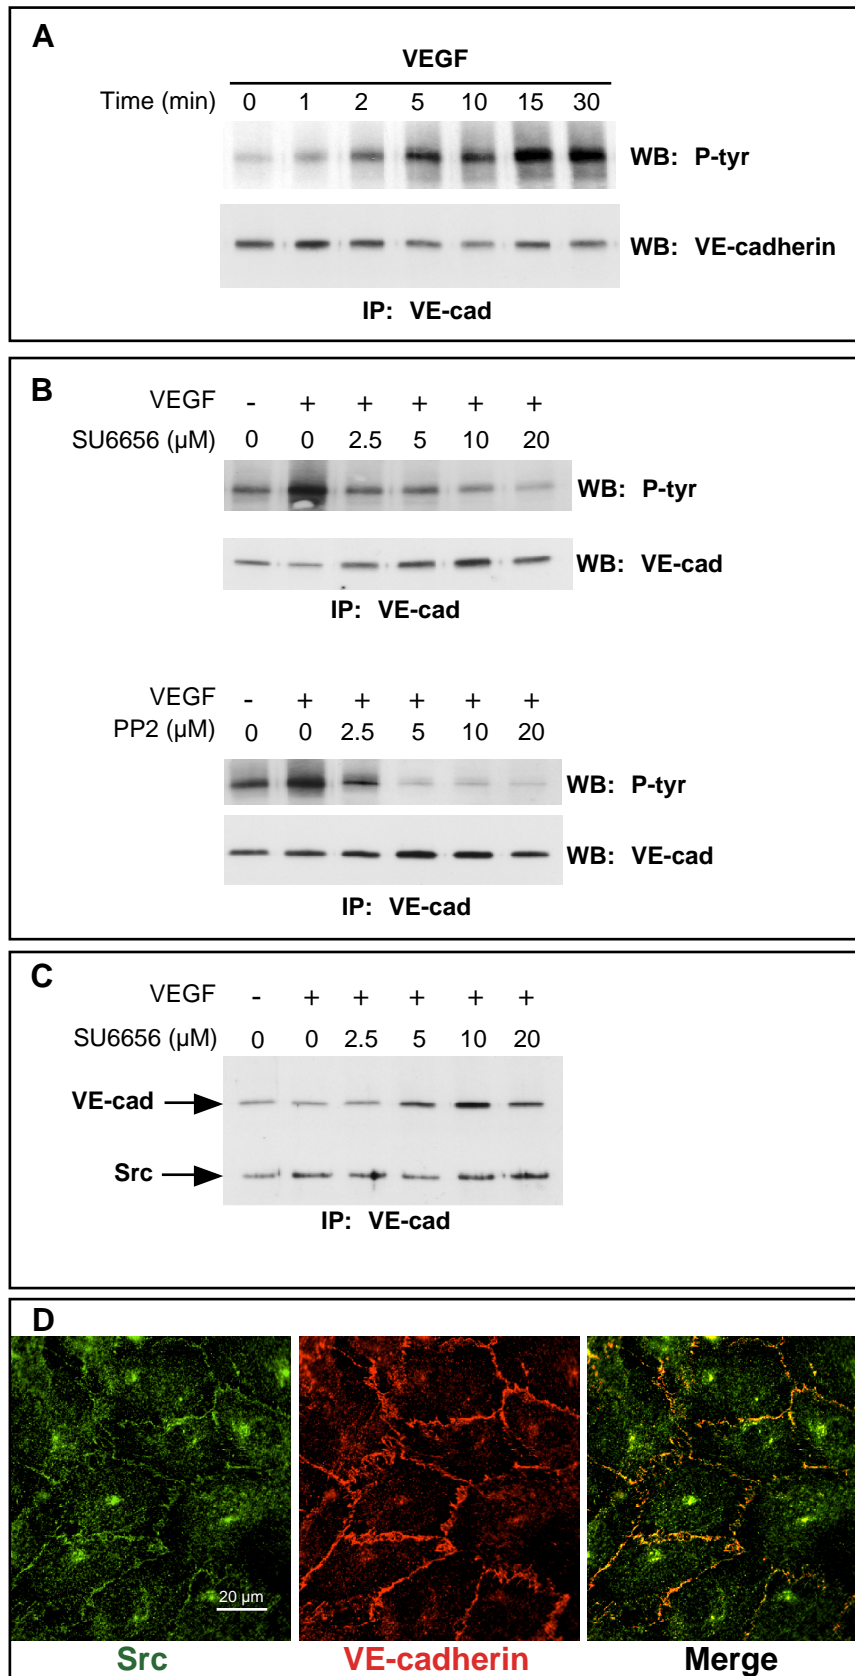 A
VEGF
Time (min) 0 1 2 5 10 15 30
WB: P-tyr
WB: VE-cadherin
IP: VE-cad
B
VEGF - + + + + +
SU6656 (µM) 0 0 2.5 5 10 20
WB: P-tyr
WB: VE-cad
IP: VE-cad
VEGF - + + + + +
PP2 (µM) 0 0 2.5 5 10 20
WB: P-tyr
WB: VE-cad
IP: VE-cad
C
VEGF - + + + + +
SU6656 (µM) 0 0 2.5 5 10 20
VE-cad
Src
IP: VE-cad
D
20 µm
Src VE-cadherin Merge